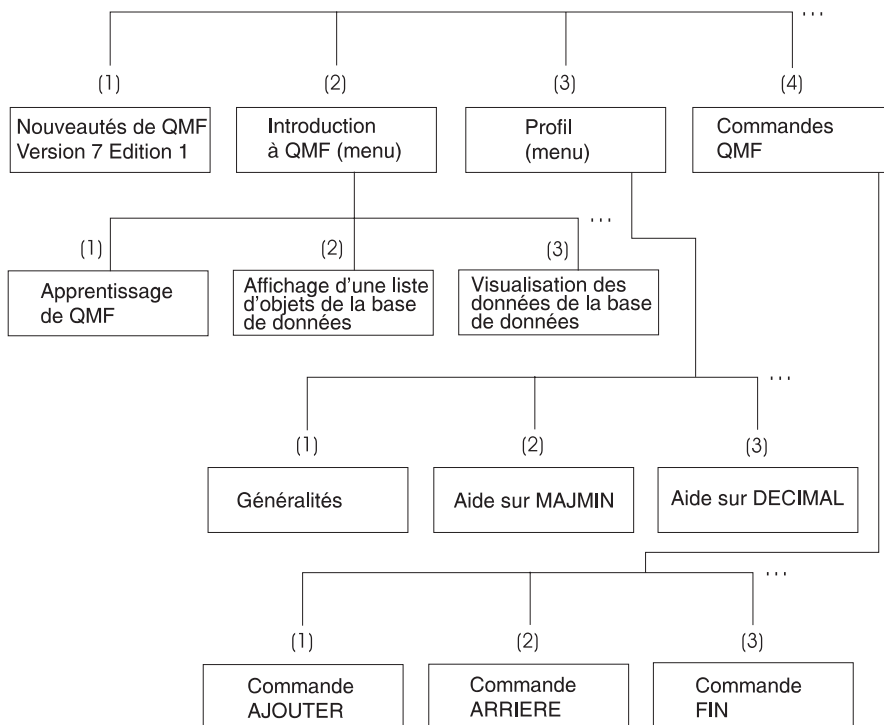 ...
(1)
(2)
(3)
(4)
Nouveautés de QMF
Version 7 Edition 1
Introduction
à QMF (menu)
Profil
(menu)
Commandes
QMF
...
(1)
(2)
(3)
Apprentissage
de QMF
Affichage d'une liste
d'objets de la base
de données
Visualisation des
données de la base
de données
...
(1)
(2)
(3)
Généralités
Aide sur MAJMIN
Aide sur DECIMAL
...
(1)
(2)
(3)
Commande
AJOUTER
Commande
ARRIERE
Commande
FIN